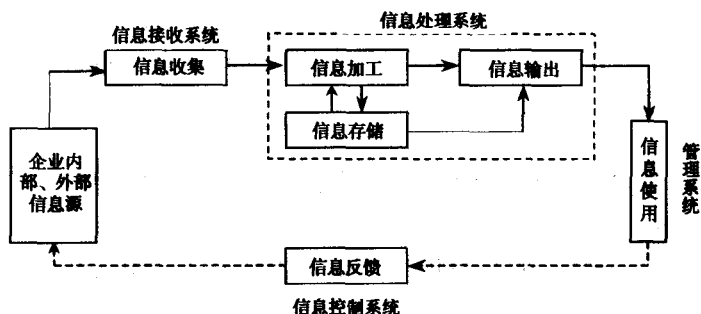 信息处理系统
信息接收系统
信息收集
信息加工
信息输出
信息存储
企业内
部、外部
信息源
信息使用
管理系统
信息反馈
信息控制系统